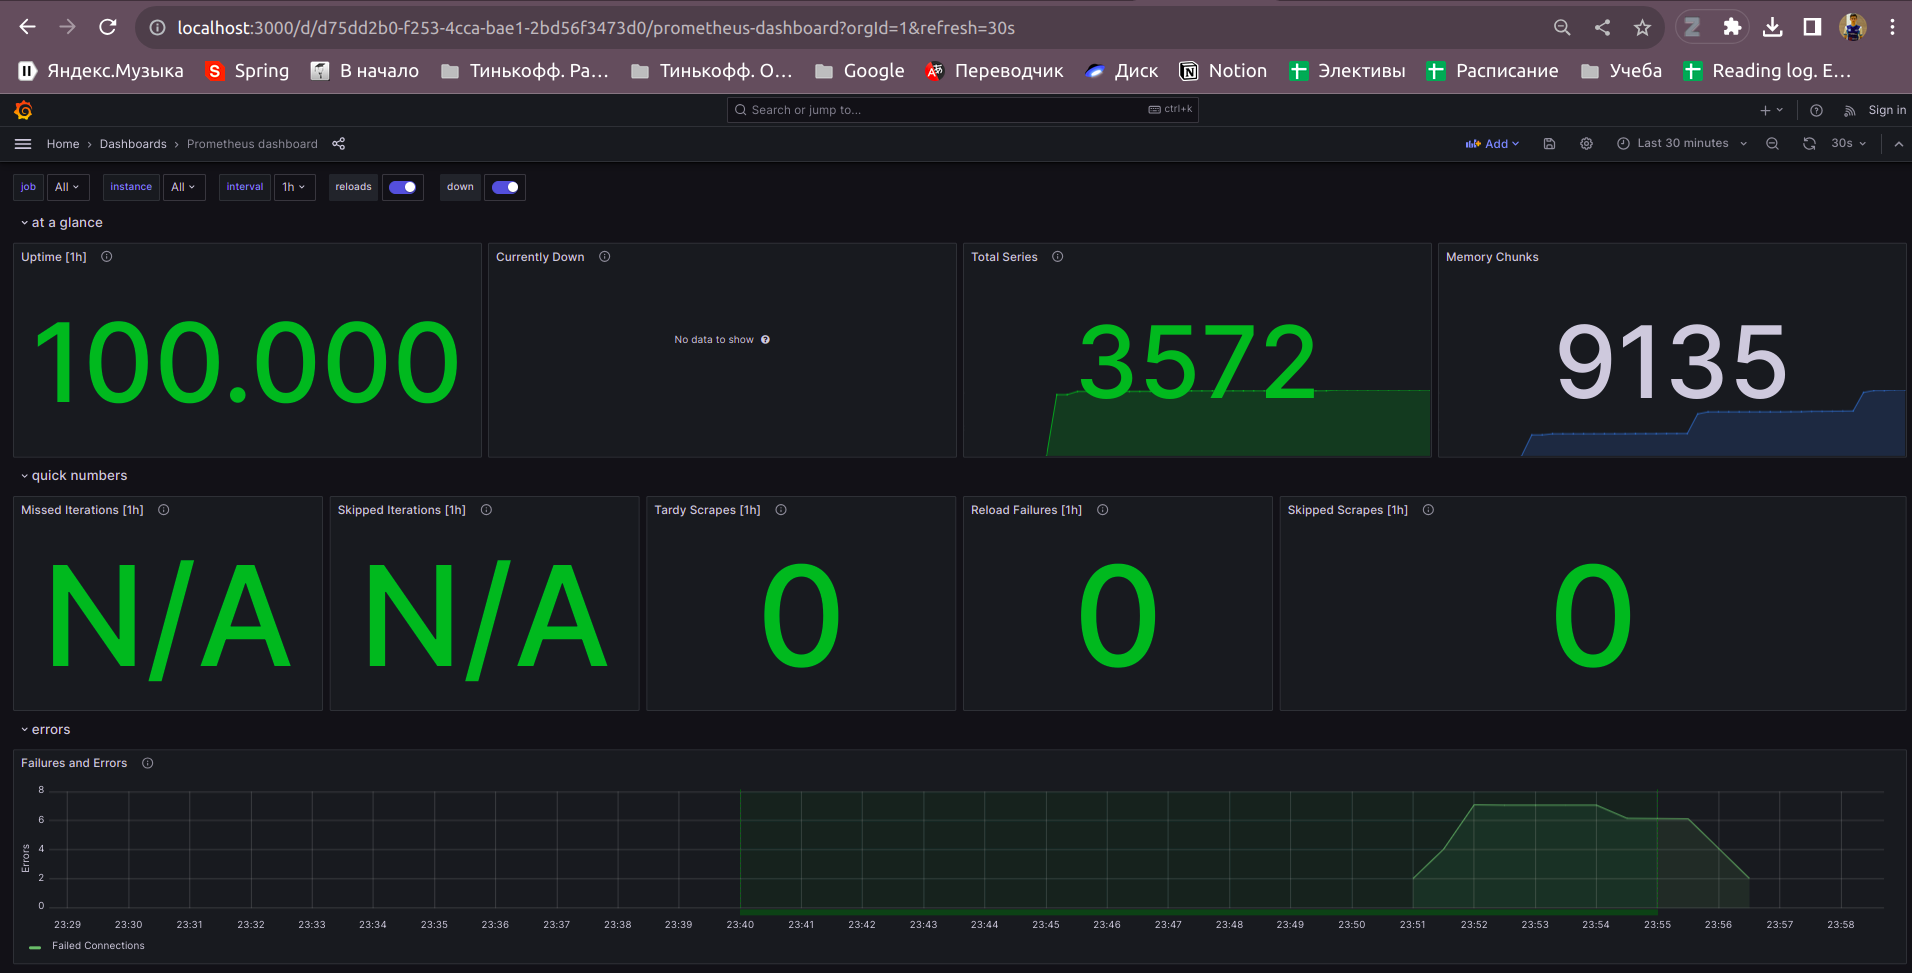 localhost:3000/d/d75dd2b0-f253-4cca-bae1-2bd56f3473d0/prometheus-dashboard?orgId=1&refresh=30s
Яндекс.Музыка Spring В начало Тинькофф. Ра... Тинькофф. О... Google Переводчик Диск Notion Элективы Расписание Учеба Reading log. E...
Search or jump to... ctrl+k Sign in
Home › Dashboards › Prometheus dashboard Add Last 30 minutes 30s
job All instance All interval 1h reloads down
at a glance
Uptime [1h] Currently Down Total Series Memory Chunks
100.000 No data to show 3572 9135
quick numbers
Missed Iterations [1h] Skipped Iterations [1h] Tardy Scrapes [1h] Reload Failures [1h] Skipped Scrapes [1h]
N/A N/A 0 0 0
errors
Failures and Errors
8
6
4
2
0
Errors
23:29 23:30 23:31 23:32 23:33 23:34 23:35 23:36 23:37 23:38 23:39 23:40 23:41 23:42 23:43 23:44 23:45 23:46 23:47 23:48 23:49 23:50 23:51 23:52 23:53 23:54 23:55 23:56 23:57 23:58
Failed Connections